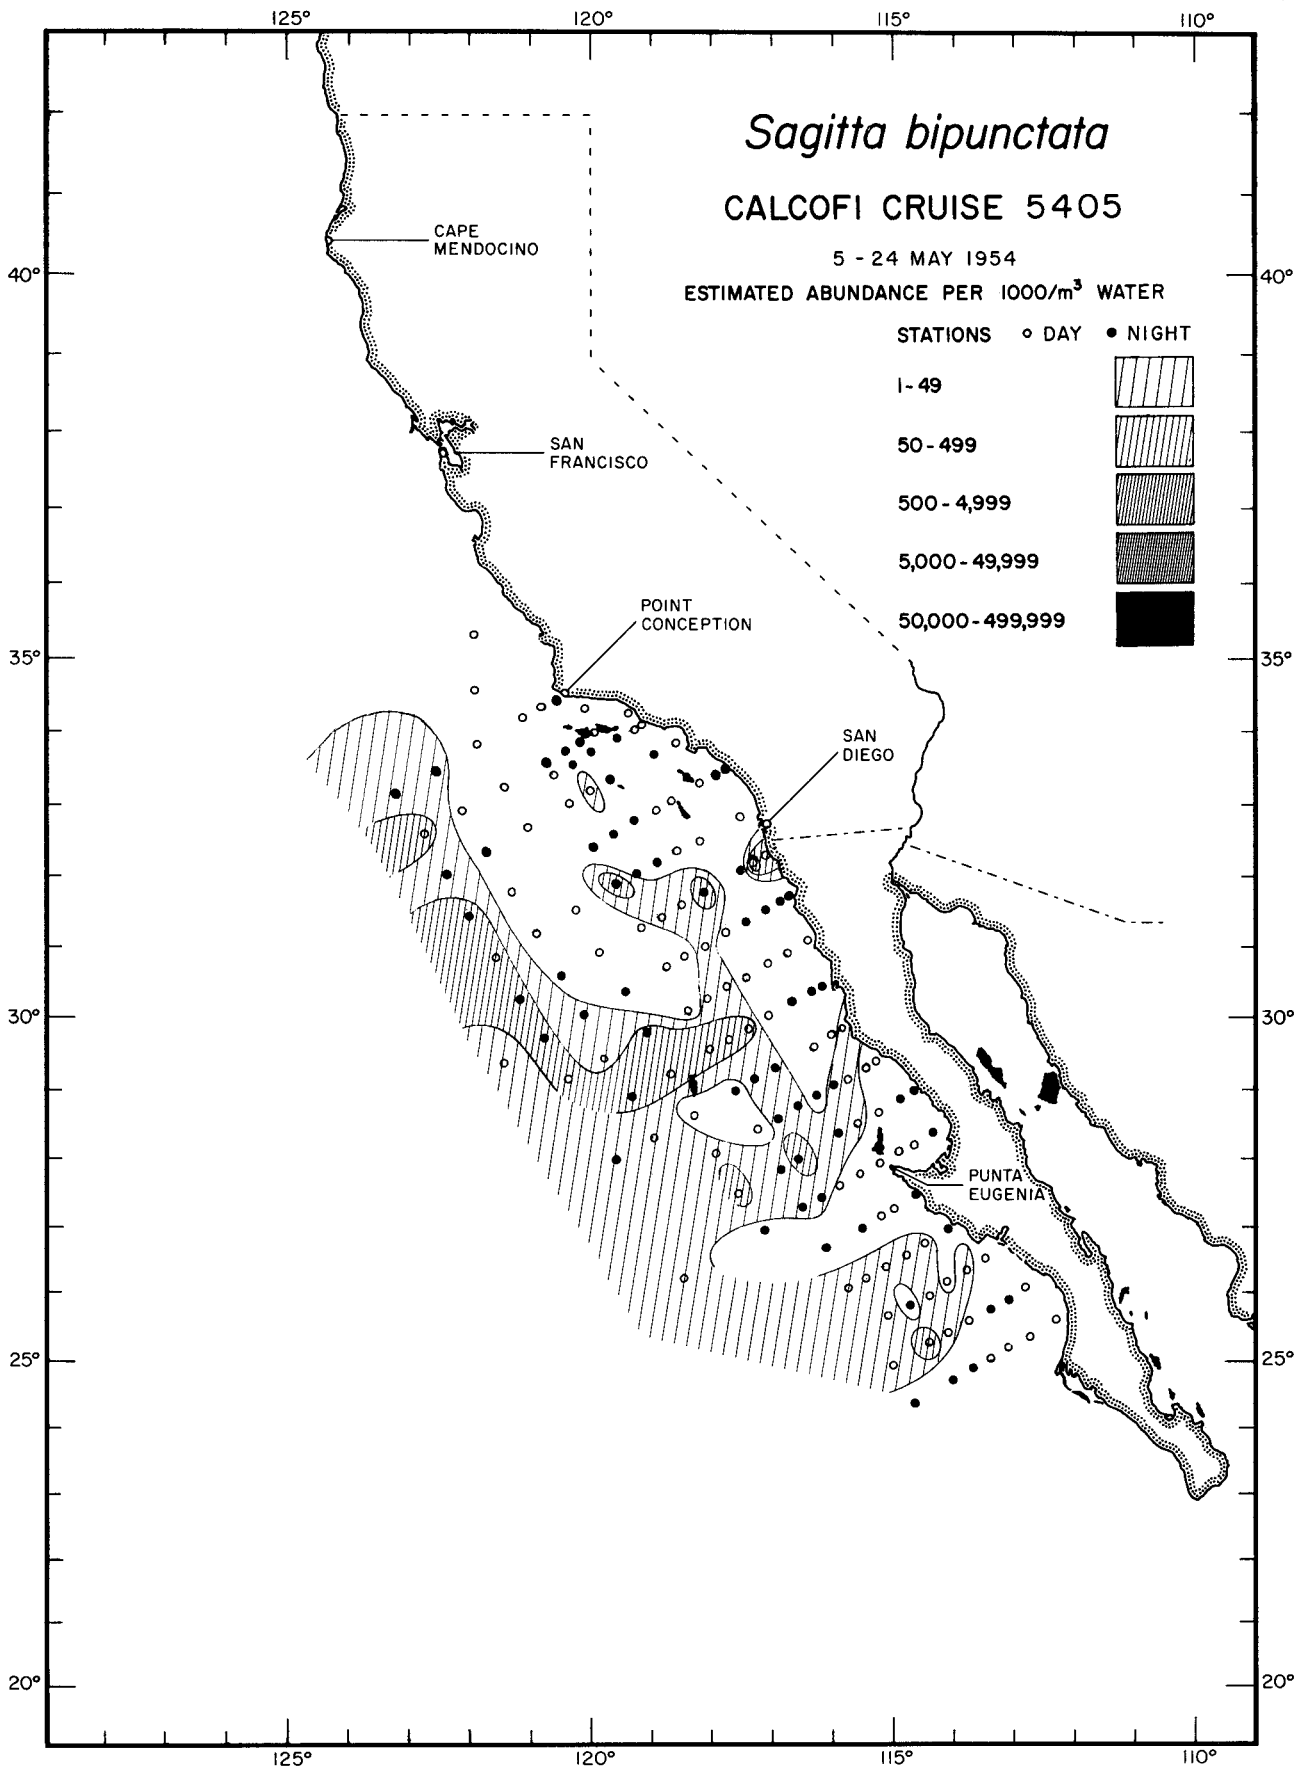 125° 120° 115° 110°
Sagitta bipunctata
CALCOFI CRUISE 5405
5 - 24 MAY 1954
ESTIMATED ABUNDANCE PER 1000/m³ WATER
STATIONS ○ DAY ● NIGHT
1-49
50-499
500-4,999
5,000-49,999
50,000-499,999
CAPE
MENDOCINO
40° 40°
SAN
FRANCISCO
POINT
CONCEPTION
35° 35°
SAN
DIEGO
30° 30°
PUNTA
EUGENIA
25° 25°
20° 20°
125° 120° 115° 110°